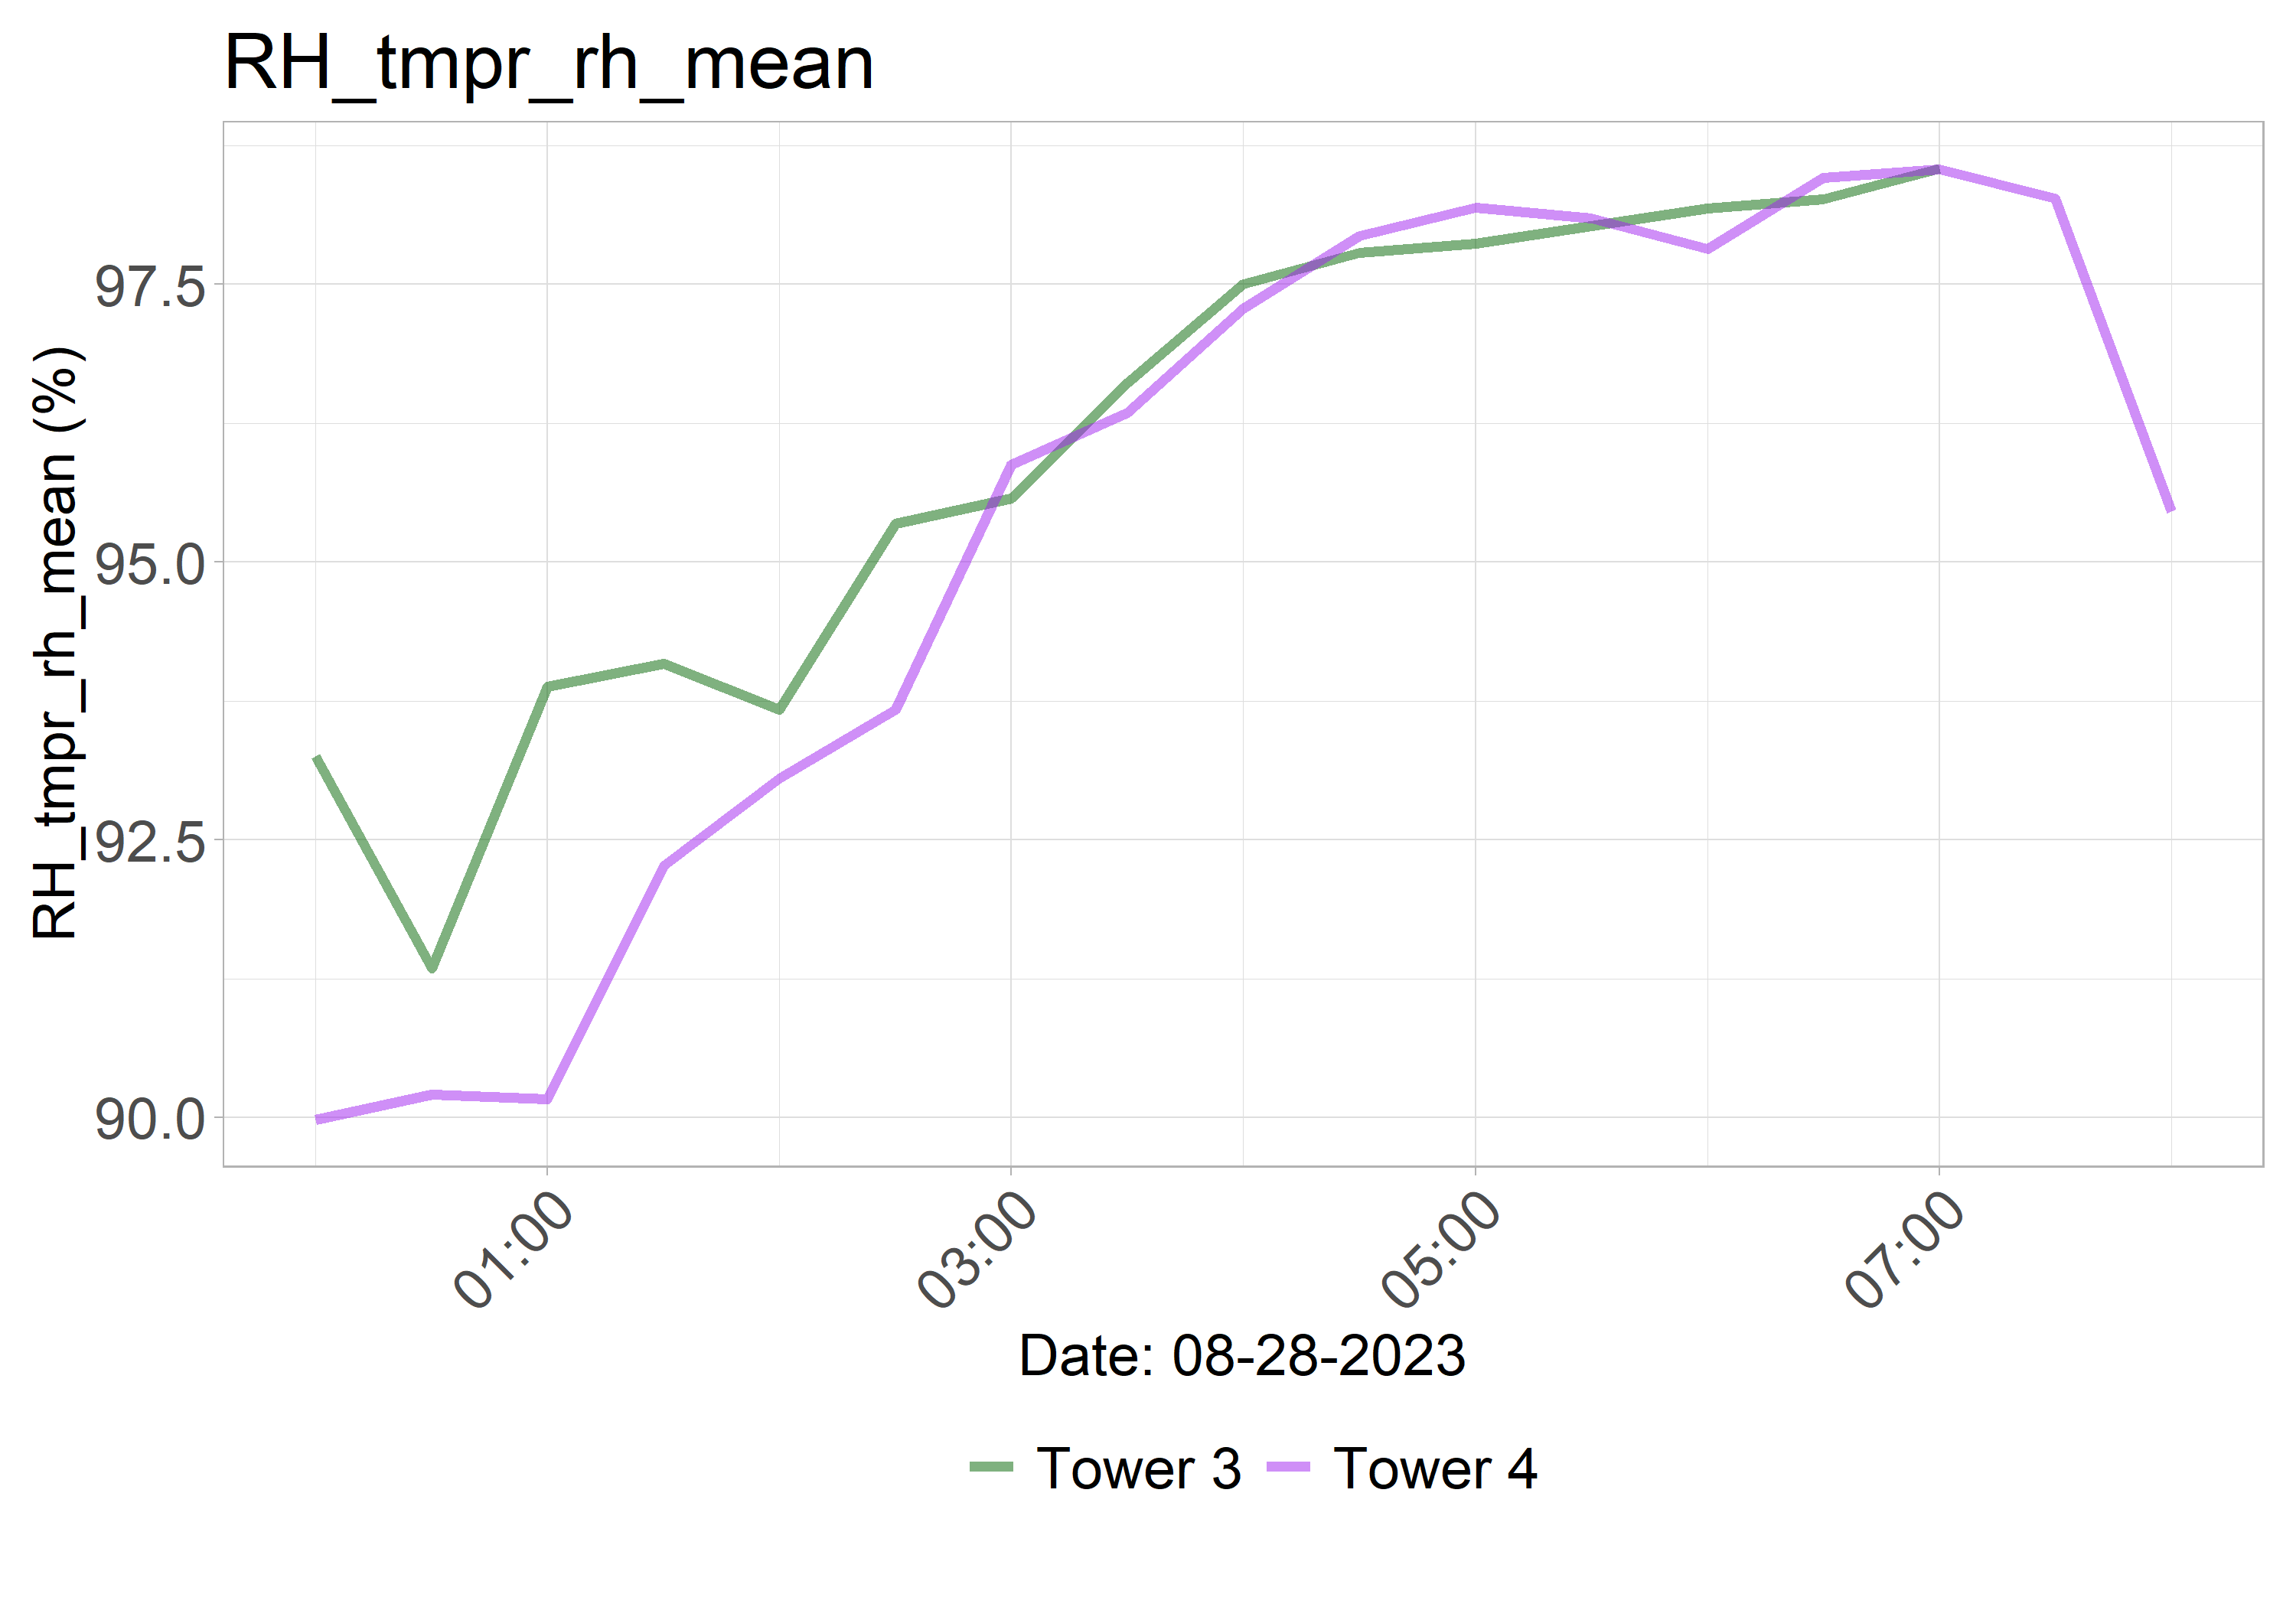 RH_tmpr_rh_mean
RH_tmpr_rh_mean (%)
97.5
95.0
92.5
90.0
01:00
03:00
05:00
07:00
Date: 08-28-2023
Tower 3
Tower 4